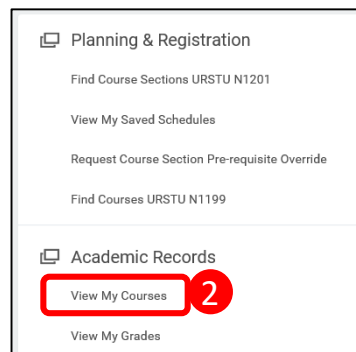 Planning & Registration
Find Course Sections URSTU N1201
View My Saved Schedules
Request Course Section Pre-requisite Override
Find Courses URSTU N1199
Academic Records
View My Courses 2
View My Grades